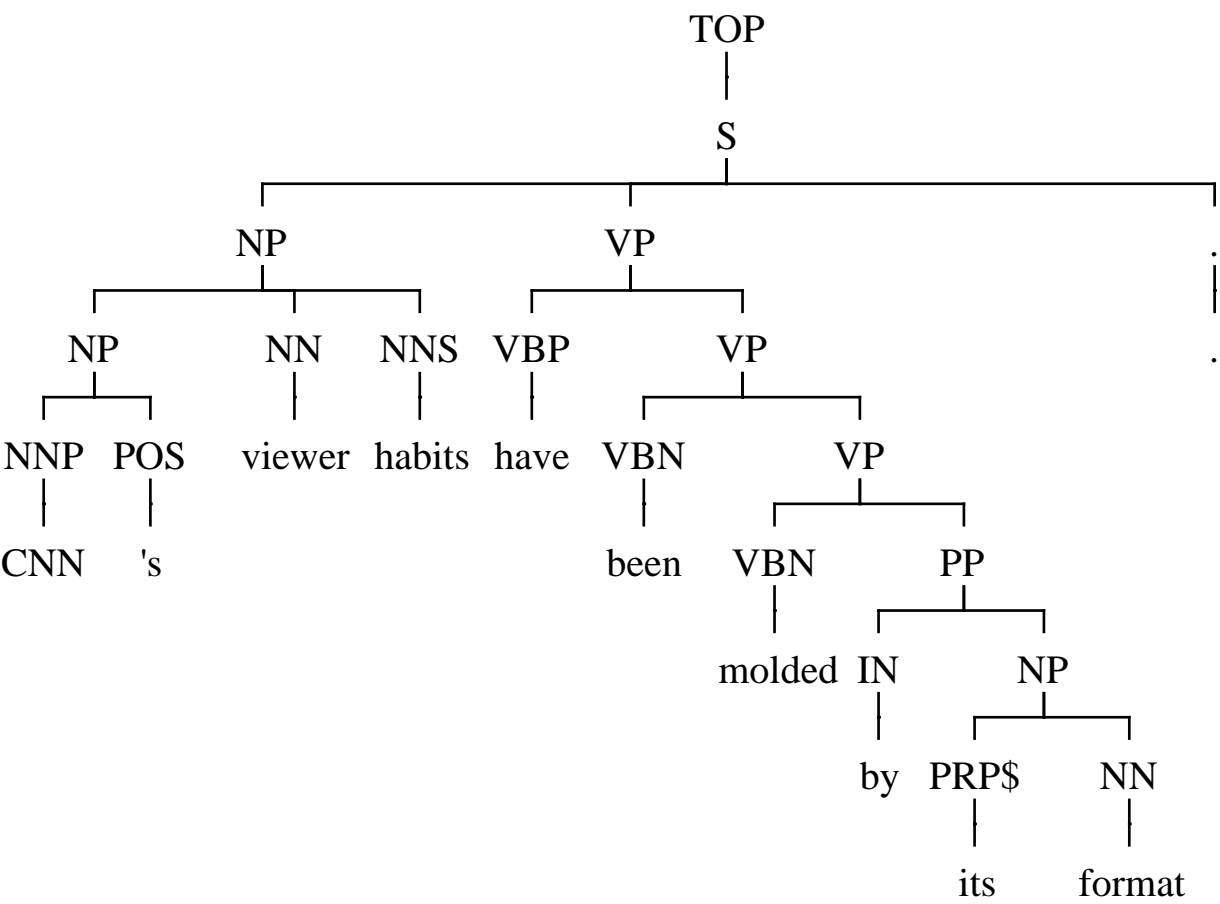 TOP
S
NP VP .
NP NN NNS VBP VP .
NNP POS viewer habits have VBN VP
CNN 's been VBN PP
molded IN NP
by PRP$ NN
its format